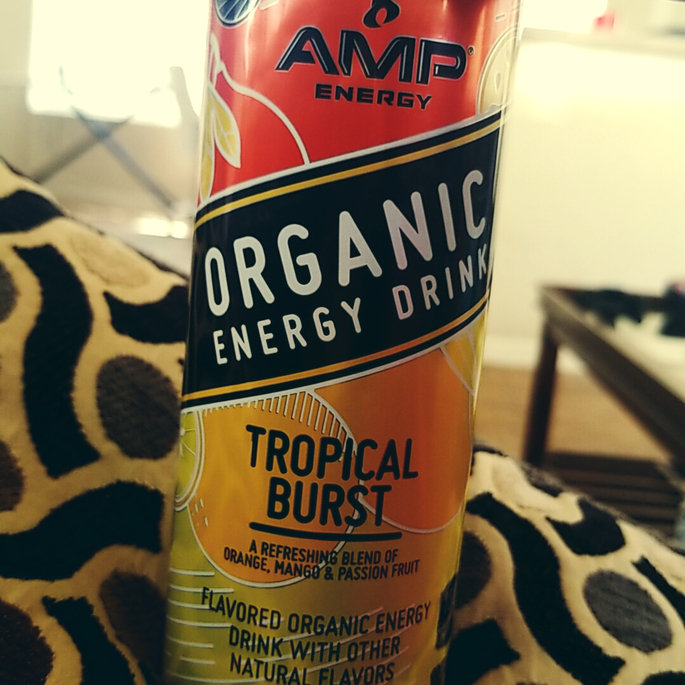 AMP
ENERGY
ORGANIC
ENERGY DRINK
TROPICAL
BURST
A REFRESHING BLEND OF
ORANGE, MANGO & PASSION FRUIT
FLAVORED ORGANIC ENERGY
DRINK WITH OTHER
NATURAL FLAVORS